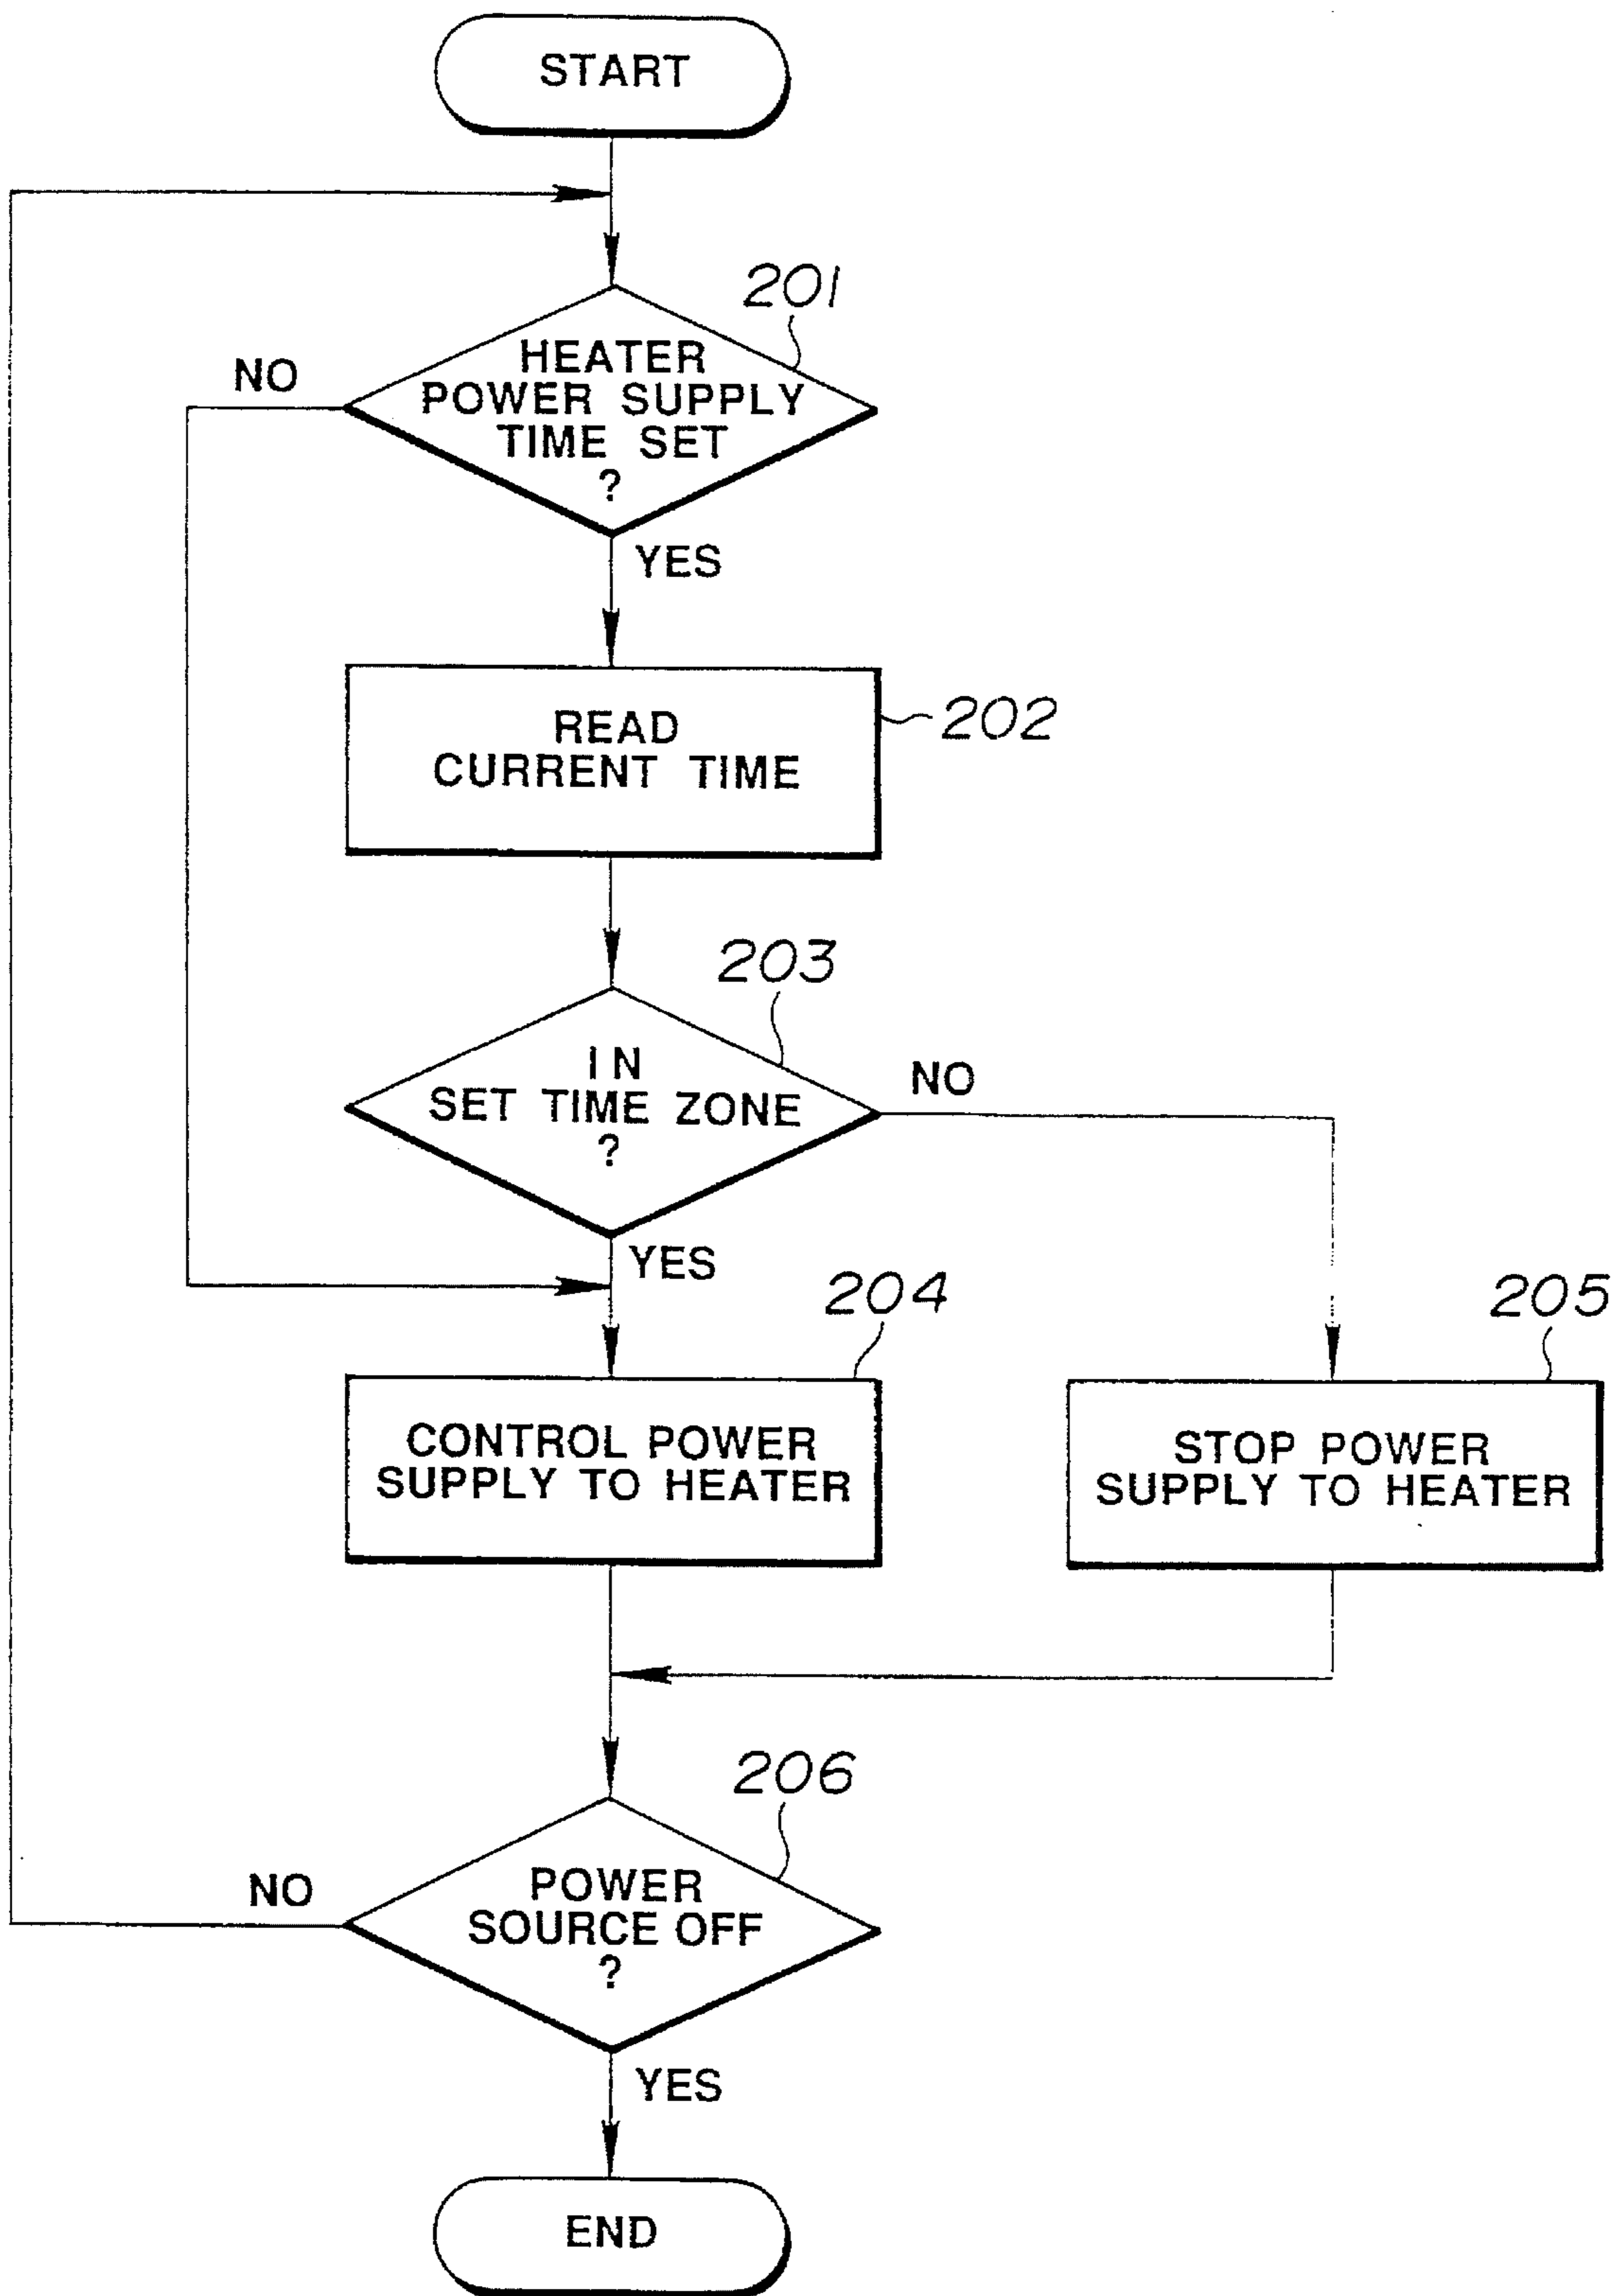 START
201
HEATER
NO
POWER SUPPLY
TIME SET
?
YES
READ
CURRENT TIME
202
203
IN
SET TIME ZONE
?
NO
YES
204
205
CONTROL POWER
SUPPLY TO HEATER
STOP POWER
SUPPLY TO HEATER
206
POWER
SOURCE OFF
?
NO
YES
END